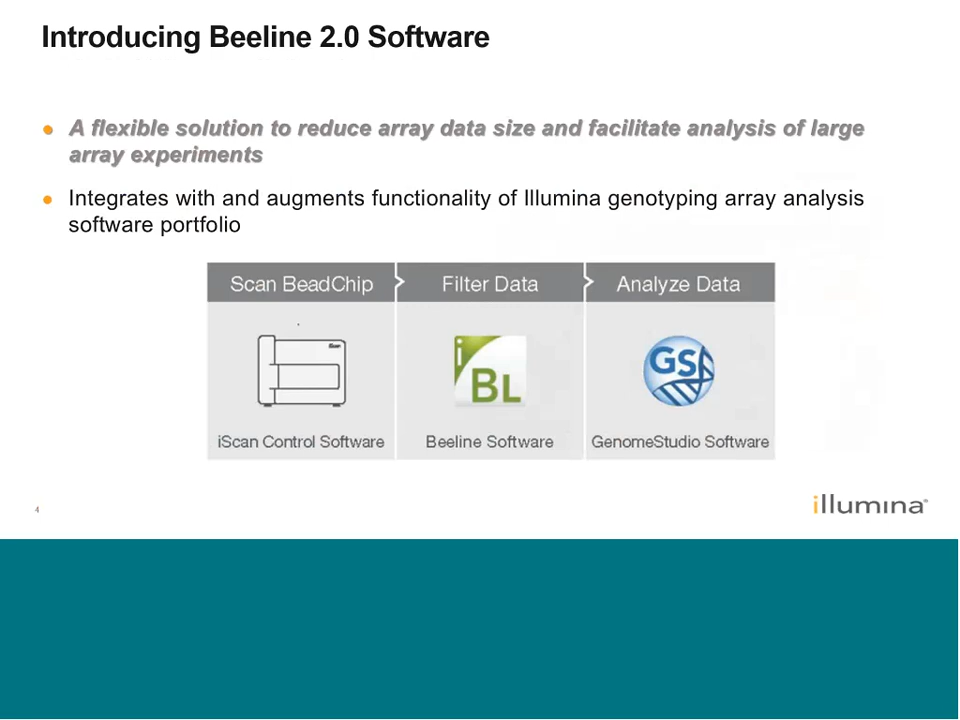 Introducing Beeline 2.0 Software
A flexible solution to reduce array data size and facilitate analysis of large
array experiments
Integrates with and augments functionality of Illumina genotyping array analysis
software portfolio
Scan BeadChip
Filter Data
Analyze Data
i
BL
GS
iScan Control Software
Beeline Software
GenomeStudio Software
4
illumina®